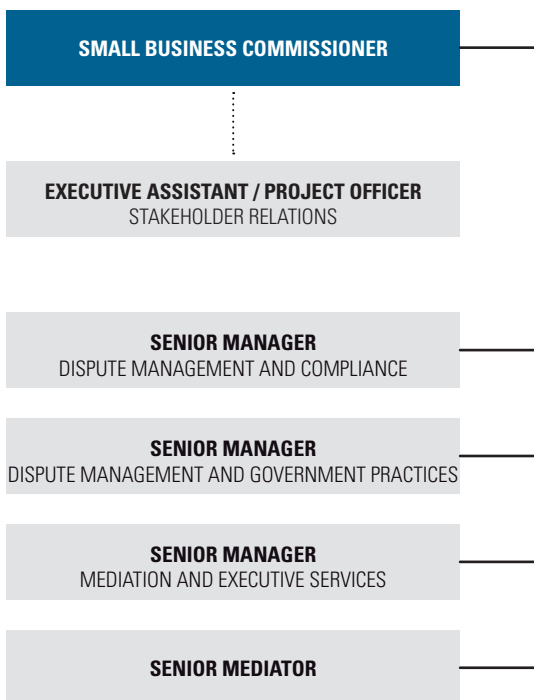 SMALL BUSINESS COMMISSIONER
EXECUTIVE ASSISTANT / PROJECT OFFICER
STAKEHOLDER RELATIONS
SENIOR MANAGER
DISPUTE MANAGEMENT AND COMPLIANCE
SENIOR MANAGER
DISPUTE MANAGEMENT AND GOVERNMENT PRACTICES
SENIOR MANAGER
MEDIATION AND EXECUTIVE SERVICES
SENIOR MEDIATOR